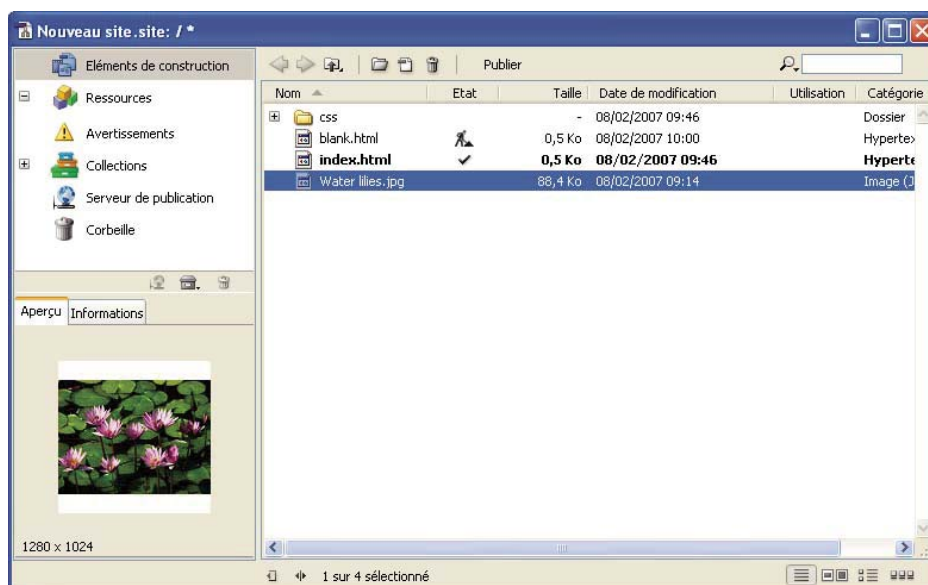 Nouveau site.site: / *
Eléments de construction
Ressources
Avertissements
Collections
Serveur de publication
Corbeille
Aperçu Informations
1280 x 1024
Publier
Nom Etat Taille Date de modification Utilisation Catégorie
css - 08/02/2007 09:46 Dossier
blank.html 0,5 Ko 08/02/2007 10:00 Hypertex
index.html 0,5 Ko 08/02/2007 09:46 Hyperte
Water lilies.jpg 88,4 Ko 08/02/2007 09:14 Image (J
1 sur 4 sélectionné